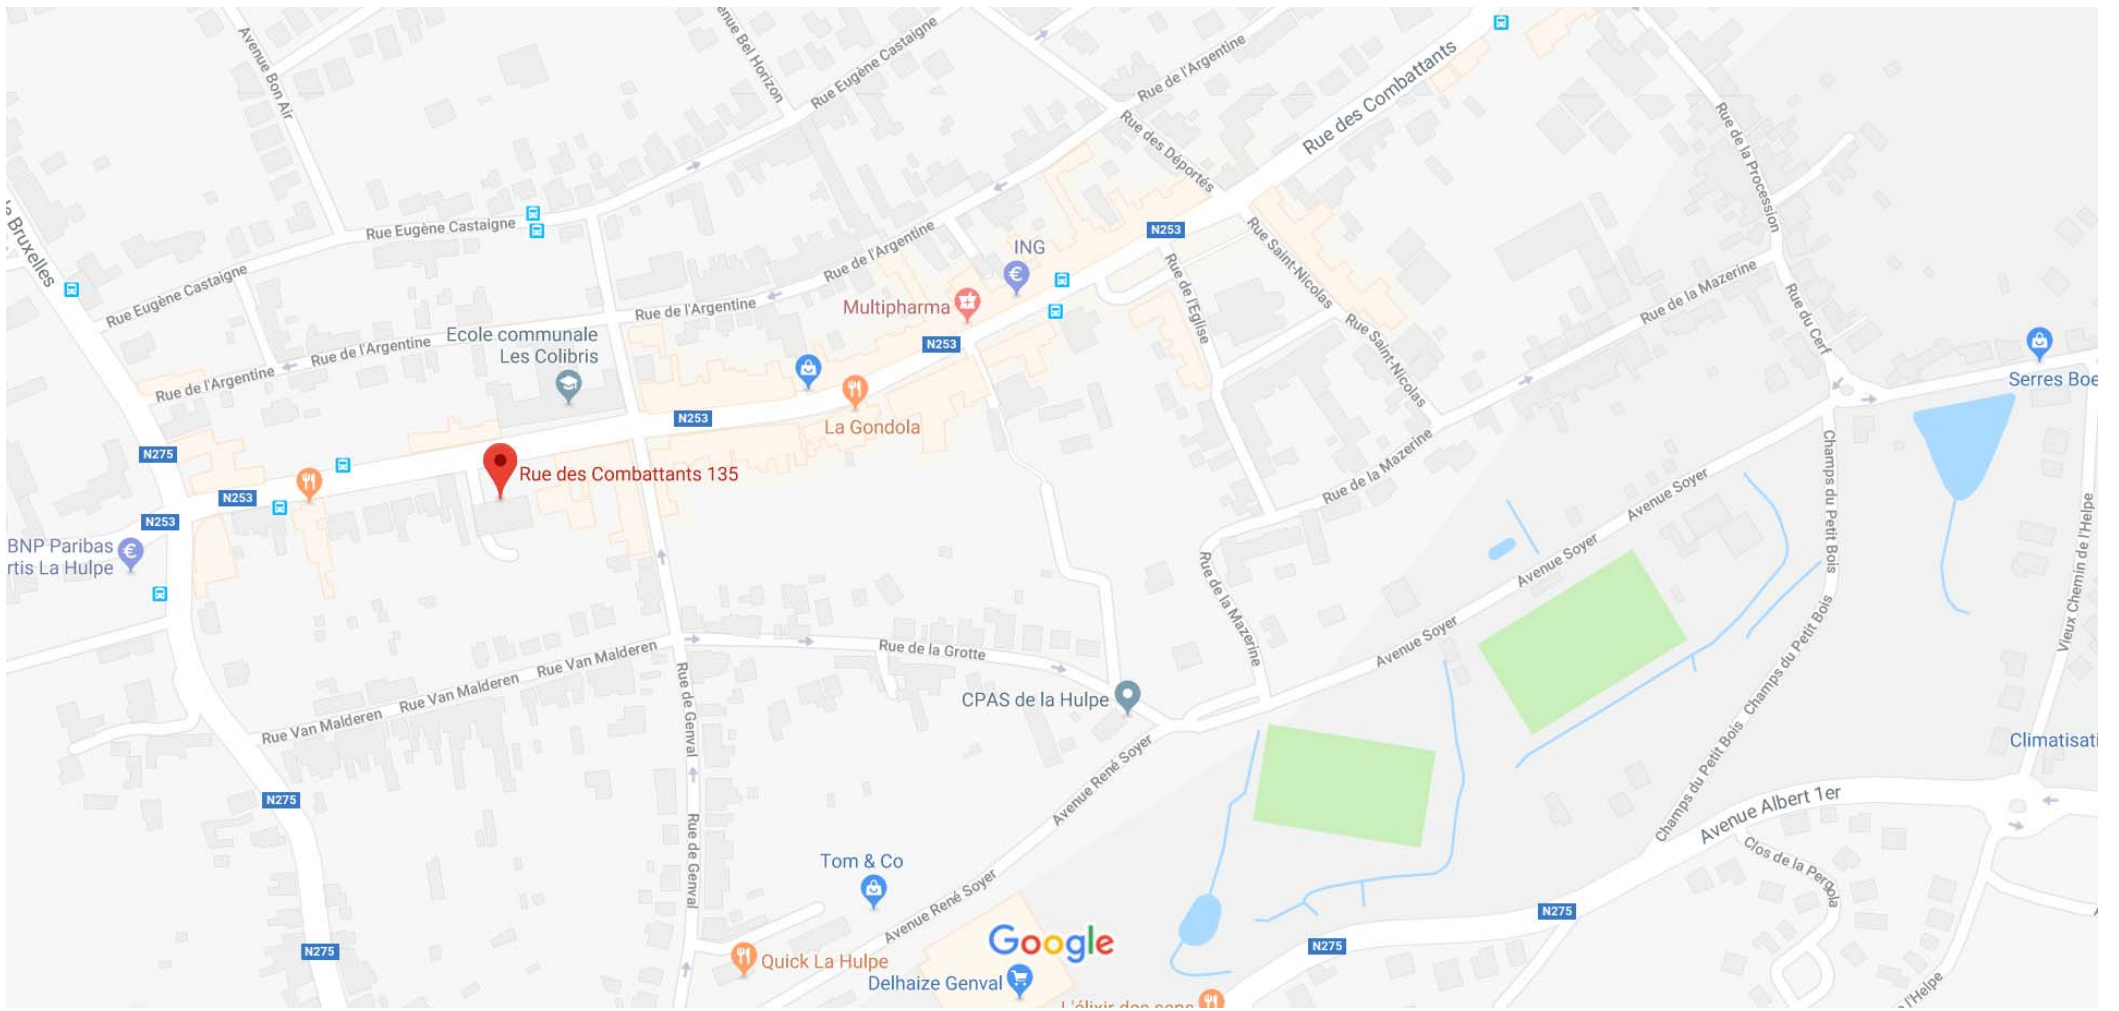 Avenue Bon Air
nue Bel Horizon
Rue Eugène Castaigne
Rue de l'Argentine
Rue des Combattants
Rue de la Procession
Rue des Déportés
e Bruxelles
Rue Eugène Castaigne
Rue Eugène Castaigne
Rue de l'Argentine
ING
N253
Rue Saint-Nicolas
Rue de l'Eglise
Rue de la Mazerine
Rue du Cerf
Multipharma
Rue de l'Argentine
Ecole communale
Les Colibris
Rue de l'Argentine
Rue de l'Argentine
N253
Rue Saint-Nicolas
Serres Boe
N253
La Gondola
N275
Rue des Combattants 135
N253
N253
Rue de la Mazerine
Avenue Soyer
Champs du Petit Bois
Vieux Chemin de l'Helpe
BNP Paribas
rtis La Hulpe
Avenue Soyer
Rue de la Mazerine
Avenue Soyer
Champs du Petit Bois
Rue Van Malderen
Rue Van Malderen
Rue Van Malderen
Rue de la Grotte
Rue de Genval
CPAS de la Hulpe
Avenue René Soyer
Champs du Petit Bois
Climatisati
N275
Avenue Albert 1er
Rue de Genval
Clos de la Pergola
Tom & Co
Avenue René Soyer
N275
N275
N275
Google
Quick La Hulpe
Delhaize Genval
L'élixir des sens
l'Helpe